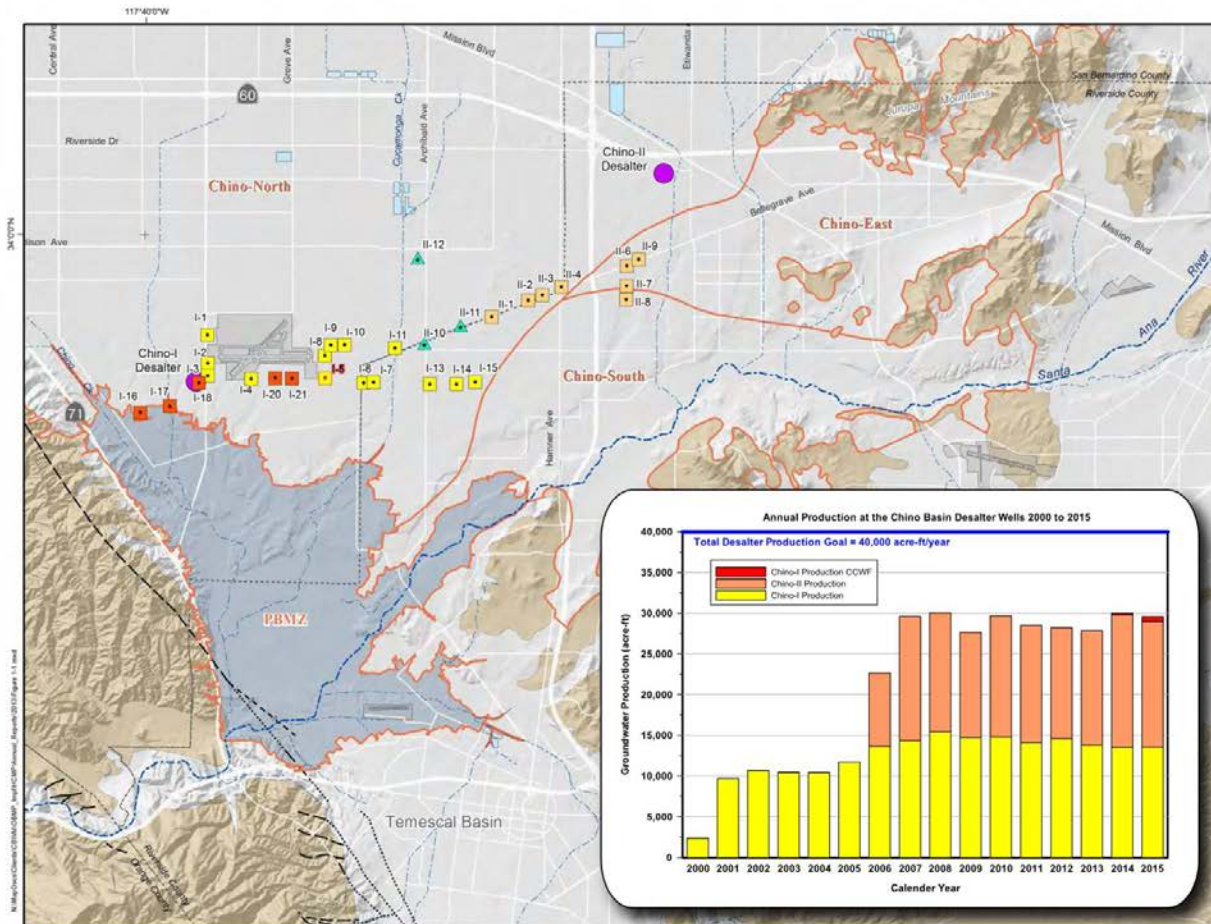 117°40'0"W
Central Ave
Grove Ave
Mission Blvd
Etiwanda Ave
60
Cucamonga Ck
Archibald Ave
San Bernardino County
Riverside County
Jurupa Mountains
Riverside Dr
Chino-II
Desalter
Chino-North
Bellegrave Ave
Chino-East
Mission Blvd
34°0'0"N
II-12
II-6
II-9
II-7
II-8
II-4
II-3
II-2
II-1
II-11
II-10
I-1
I-9
I-10
I-8
I-11
I-2
Chino-I
Desalter
I-3
I-18
I-4
I-20
I-21
I-5
I-6
I-7
I-13
I-14
I-15
Chino-South
Santa Ana River
I-16
I-17
71
Chino
Hamner Ave
PBMZ
Temescal Basin
Riverside County
Orange County
Annual Production at the Chino Basin Desalter Wells 2000 to 2015
Total Desalter Production Goal = 40,000 acre-ft/year
Chino-I Production CCWF
Chino-II Production
Chino-I Production
Groundwater Production (acre-ft)
40,000
35,000
30,000
25,000
20,000
15,000
10,000
5,000
0
2000 2001 2002 2003 2004 2005 2006 2007 2008 2009 2010 2011 2012 2013 2014 2015
Calender Year